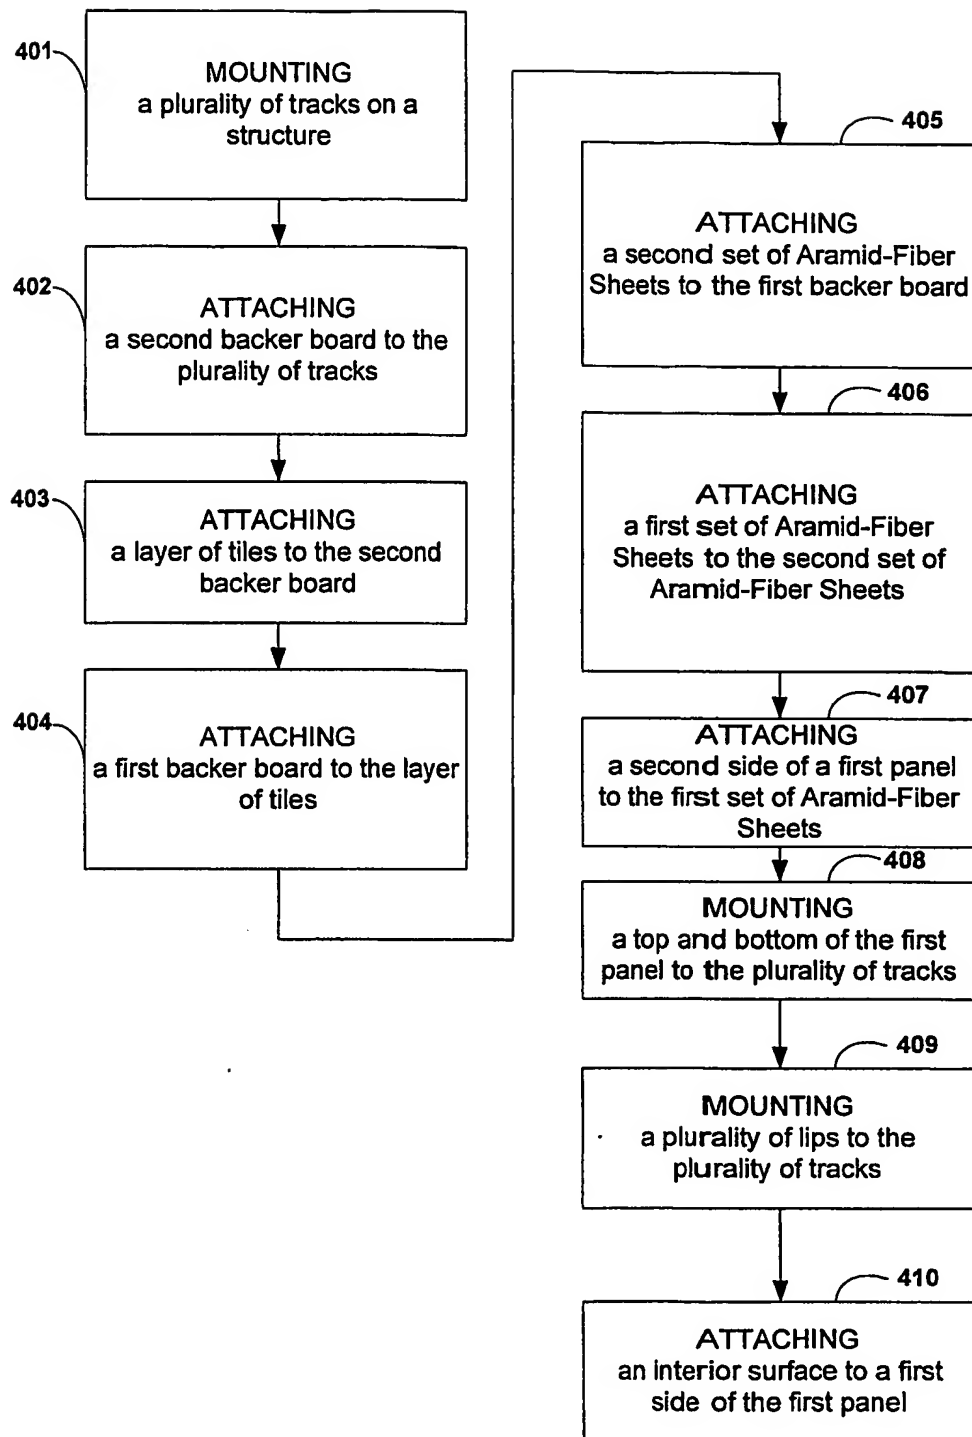 401
MOUNTING
a plurality of tracks on a
structure
402
ATTACHING
a second backer board to the
plurality of tracks
403
ATTACHING
a layer of tiles to the second
backer board
404
ATTACHING
a first backer board to the layer
of tiles
405
ATTACHING
a second set of Aramid-Fiber
Sheets to the first backer board
406
ATTACHING
a first set of Aramid-Fiber
Sheets to the second set of
Aramid-Fiber Sheets
407
ATTACHING
a second side of a first panel
to the first set of Aramid-Fiber
Sheets
408
MOUNTING
a top and bottom of the first
panel to the plurality of tracks
409
MOUNTING
a plurality of lips to the
plurality of tracks
410
ATTACHING
an interior surface to a first
side of the first panel